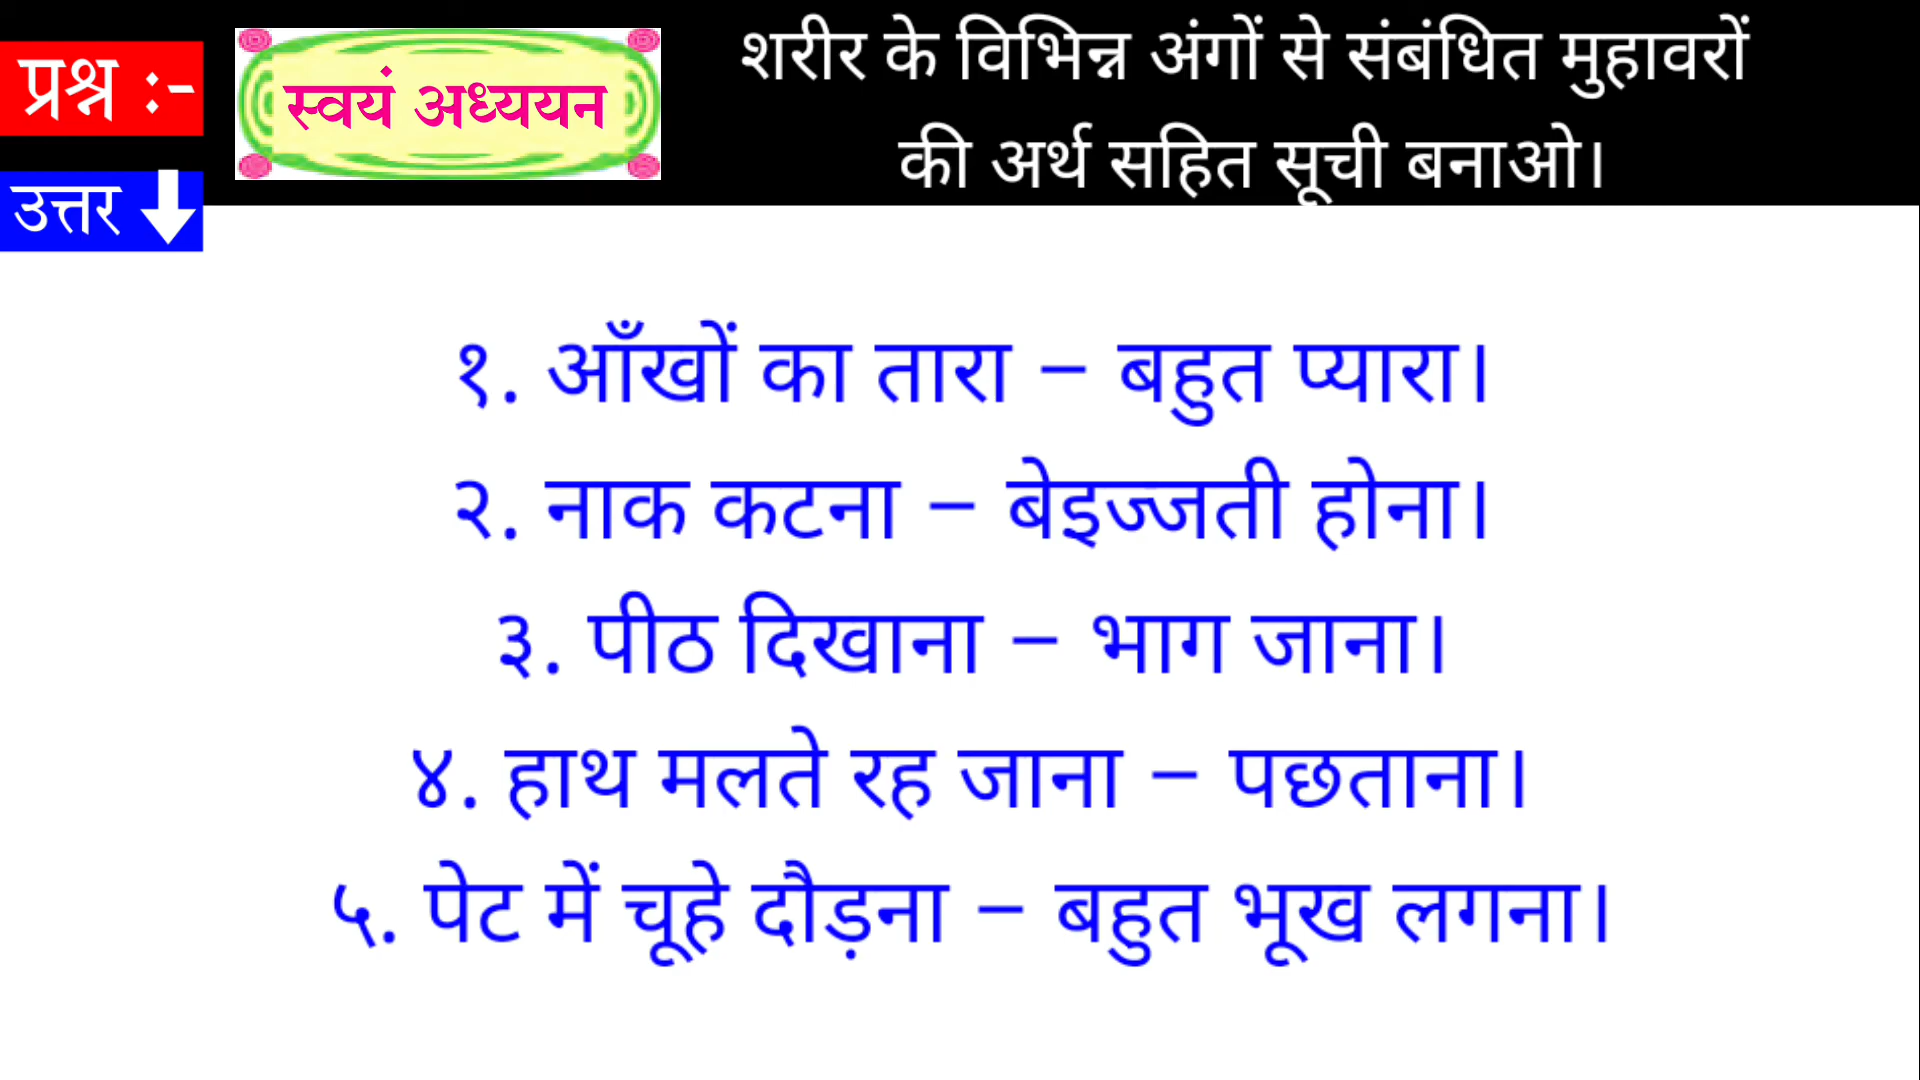 प्रश्न :-
स्वयं अध्ययन
शरीर के विभिन्न अंगों से संबंधित मुहावरों
की अर्थ सहित सूची बनाओ।
उत्तर
१. आँखों का तारा – बहुत प्यारा।
२. नाक कटना – बेइज्जती होना।
३. पीठ दिखाना – भाग जाना।
४. हाथ मलते रह जाना – पछताना।
५. पेट में चूहे दौड़ना – बहुत भूख लगना।